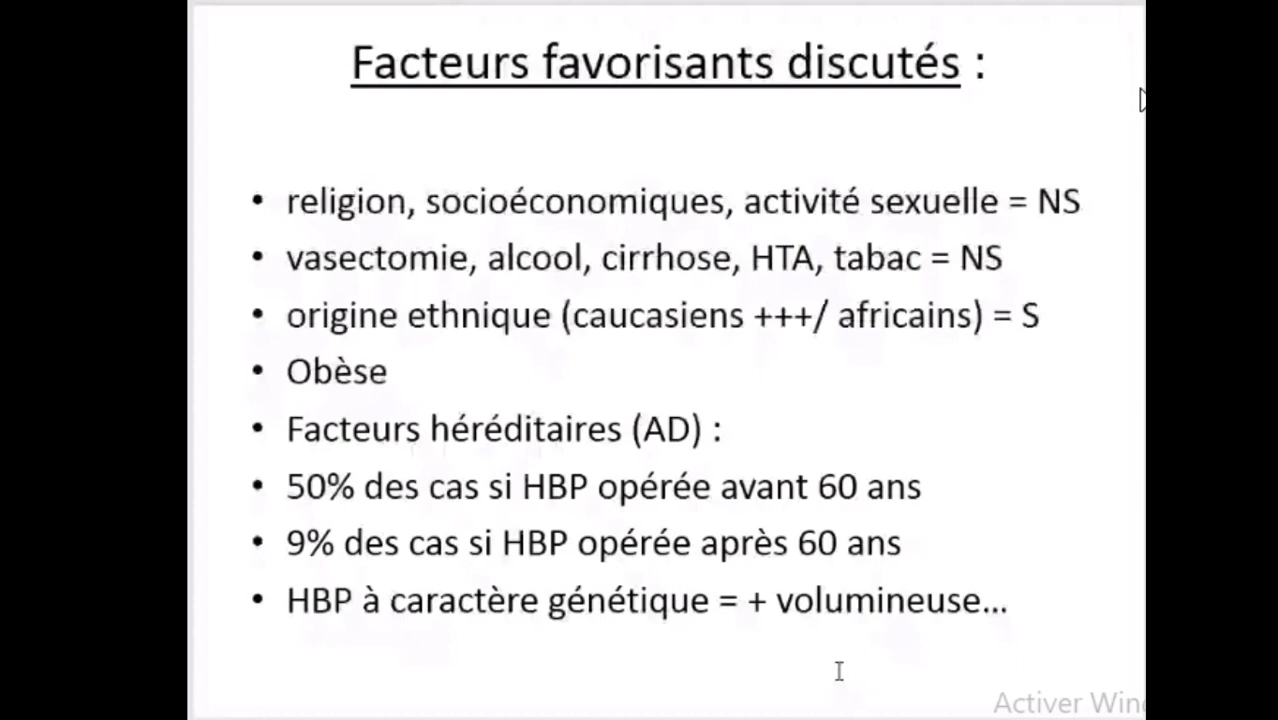 Facteurs favorisants discutés :
• religion, socioéconomiques, activité sexuelle = NS
• vasectomie, alcool, cirrhose, HTA, tabac = NS
• origine ethnique (caucasiens +++/ africains) = S
• Obèse
• Facteurs héréditaires (AD) :
• 50% des cas si HBP opérée avant 60 ans
• 9% des cas si HBP opérée après 60 ans
• HBP à caractère génétique = + volumineuse...
Activer Win